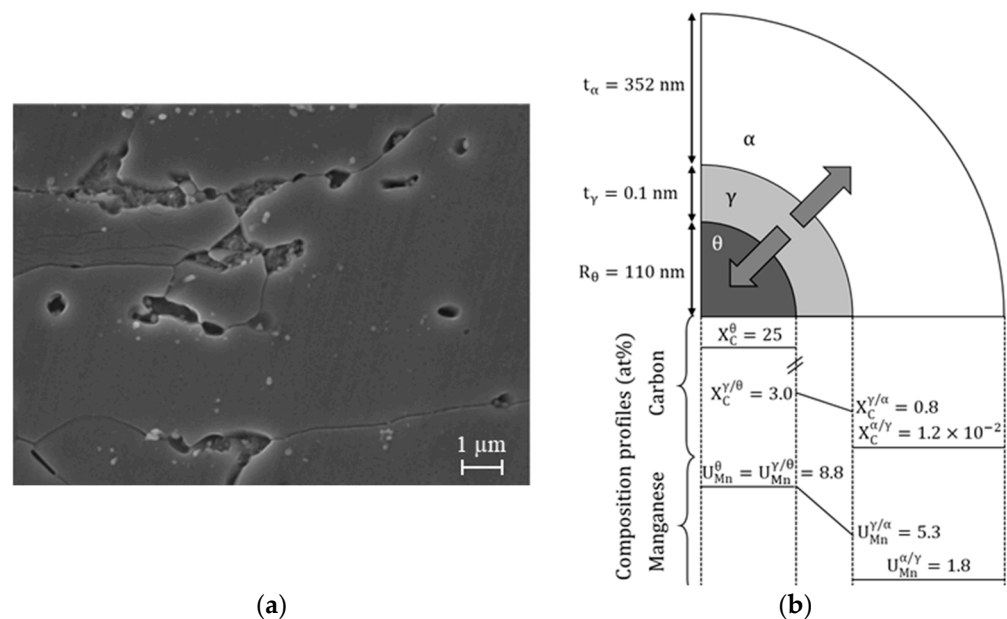 1 μm
(a)
t_α = 352 nm
α
t_γ = 0.1 nm
γ
θ
R_θ = 110 nm
Composition profiles (at%)
Carbon
Manganese
X_C^θ = 25
X_C^{γ/θ} = 3.0
X_C^{γ/α} = 0.8
X_C^{α/γ} = 1.2 × 10^{-2}
U_Mn^θ = U_Mn^{γ/θ} = 8.8
U_Mn^{γ/α} = 5.3
U_Mn^{α/γ} = 1.8
(b)